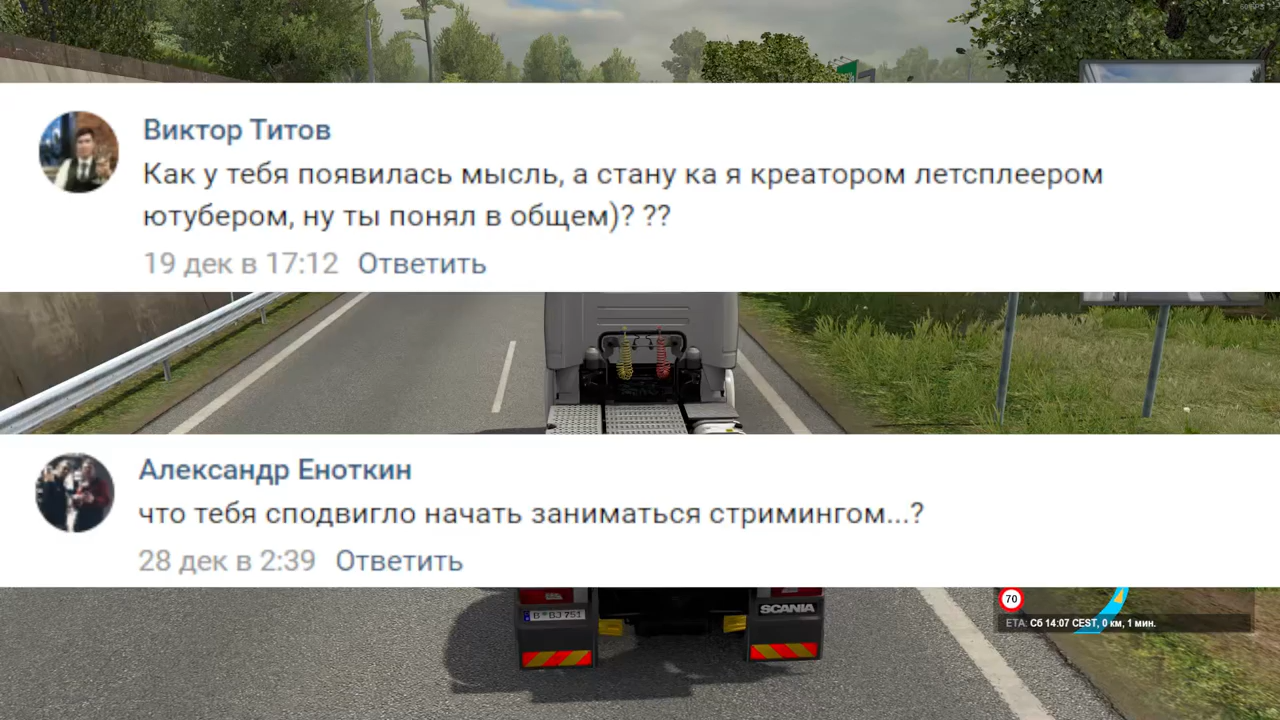 Виктор Титов
Как у тебя появилась мысль, а стану ка я креатором летсплеером
ютубером, ну ты понял в общем)? ??
19 дек в 17:12 Ответить
Александр Еноткин
что тебя сподвигло начать заниматься стримингом...?
28 дек в 2:39 Ответить
SCANIA
70
ETA: Сб 14:07 CEST, 0 км, 1 мин.